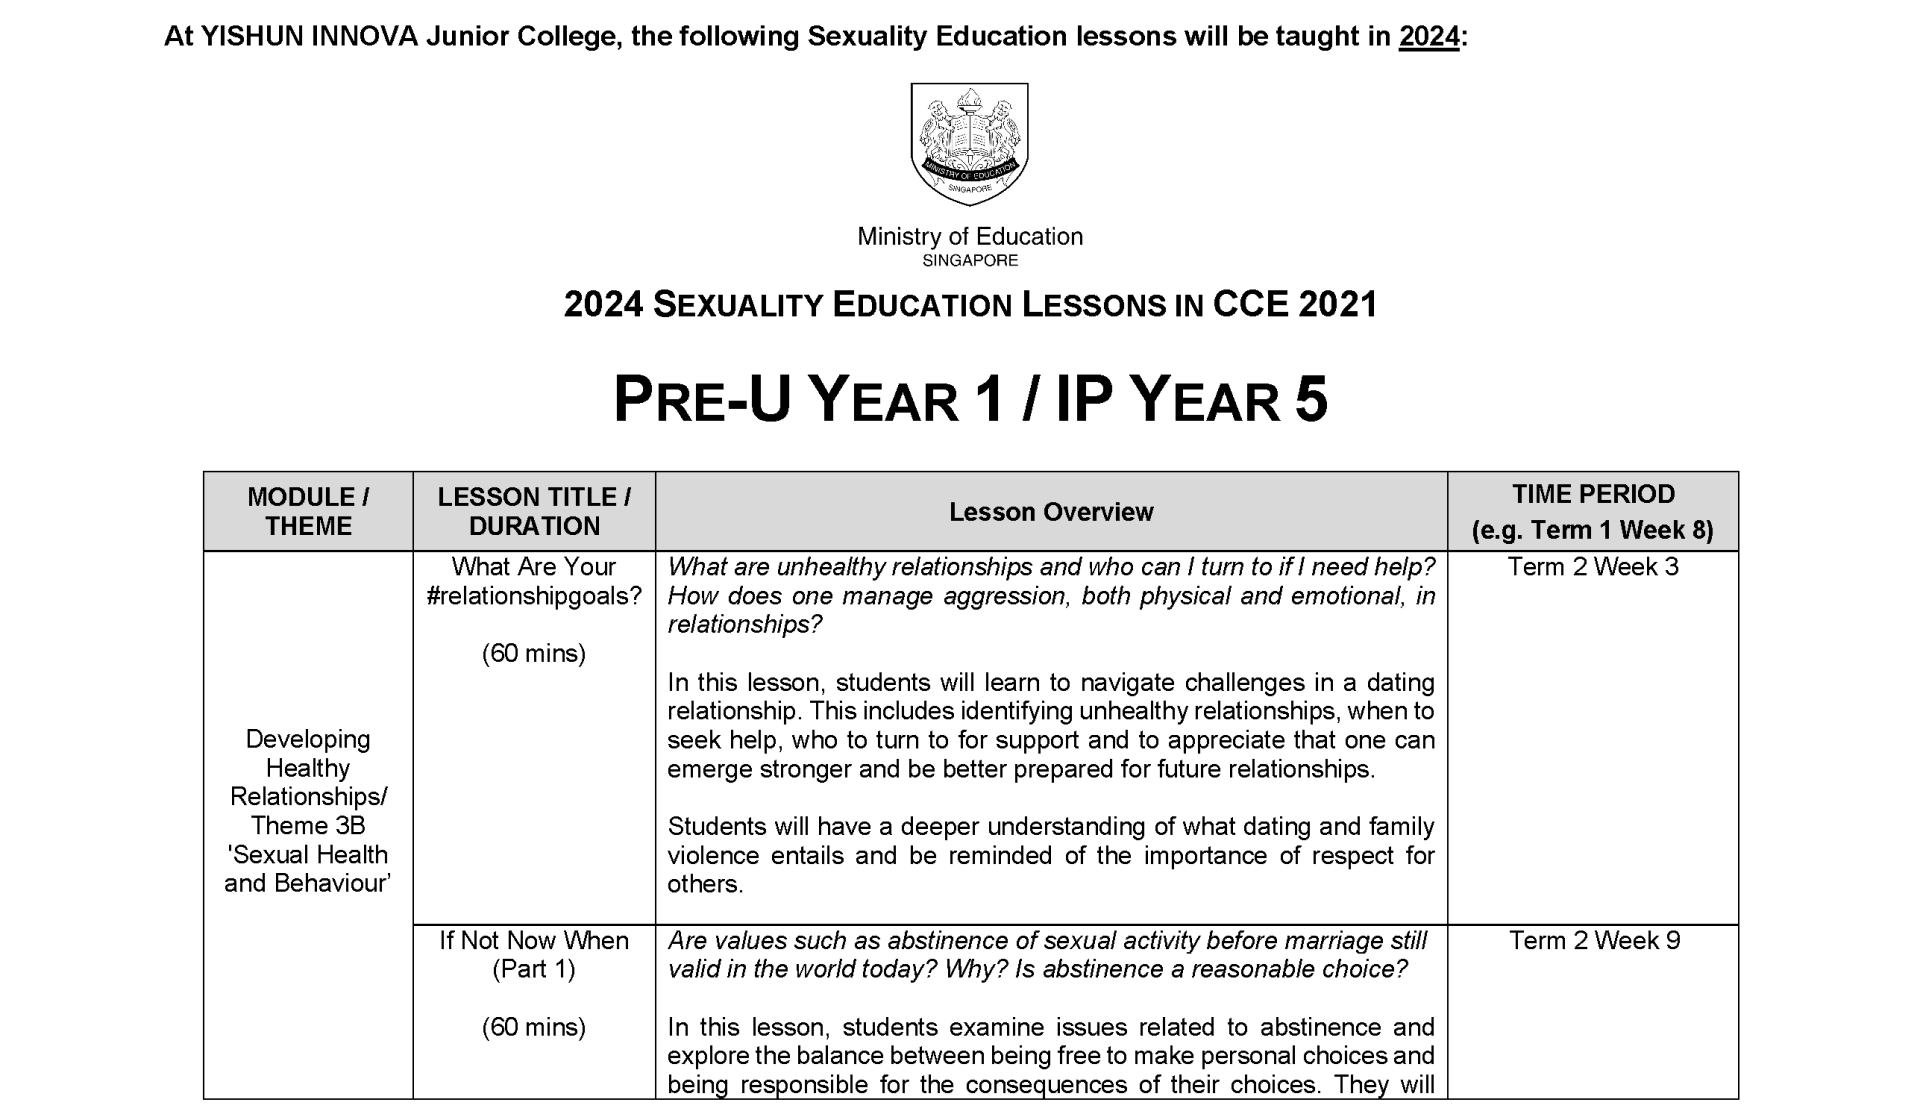 At YISHUN INNOVA Junior College, the following Sexuality Education lessons will be taught in 2024:
MINISTRY OF EDUCATION
SINGAPORE
Ministry of Education
SINGAPORE
2024 SEXUALITY EDUCATION LESSONS IN CCE 2021
PRE-U YEAR 1 / IP YEAR 5
MODULE /
THEME
LESSON TITLE /
DURATION
Lesson Overview
TIME PERIOD
(e.g. Term 1 Week 8)
Developing
Healthy
Relationships/
Theme 3B
'Sexual Health
and Behaviour’
What Are Your
#relationshipgoals?
(60 mins)
What are unhealthy relationships and who can I turn to if I need help?
How does one manage aggression, both physical and emotional, in
relationships?
In this lesson, students will learn to navigate challenges in a dating
relationship. This includes identifying unhealthy relationships, when to
seek help, who to turn to for support and to appreciate that one can
emerge stronger and be better prepared for future relationships.
Students will have a deeper understanding of what dating and family
violence entails and be reminded of the importance of respect for
others.
Term 2 Week 3
If Not Now When
(Part 1)
(60 mins)
Are values such as abstinence of sexual activity before marriage still
valid in the world today? Why? Is abstinence a reasonable choice?
In this lesson, students examine issues related to abstinence and
explore the balance between being free to make personal choices and
being responsible for the consequences of their choices. They will
Term 2 Week 9